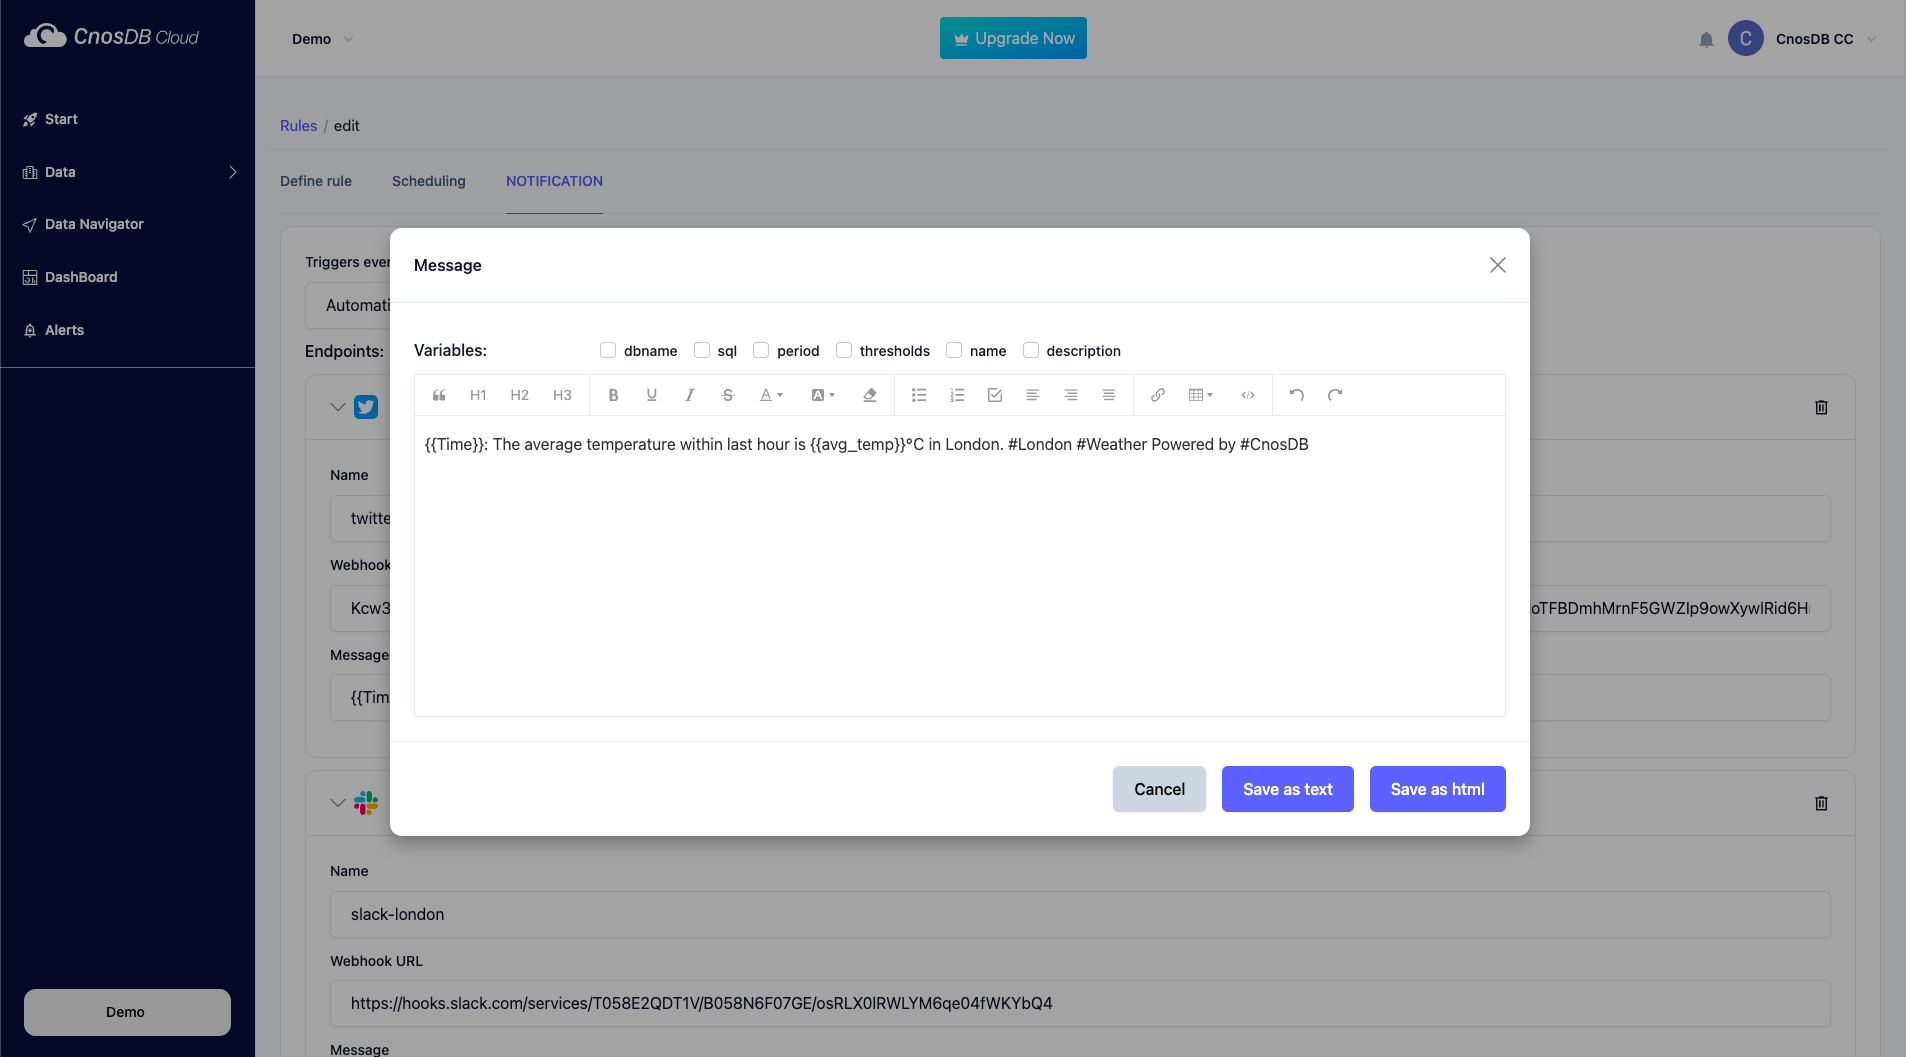 CnosDB Cloud
Demo
Upgrade Now
C
CnosDB CC
Start
Data
Data Navigator
DashBoard
Alerts
Rules / edit
Define rule
Scheduling
NOTIFICATION
Triggers ever
Automati
Endpoints:
Message
Variables:
dbname
sql
period
thresholds
name
description
H1
H2
H3
B
U
I
S
A
A
{{Time}}: The average temperature within last hour is {{avg_temp}}°C in London. #London #Weather Powered by #CnosDB
Name
twitte
Webhook
Kcw3
oTFBDmhMrnF5GWZIp9owXywIRid6H
Message
{{Tim
Cancel
Save as text
Save as html
Name
slack-london
Webhook URL
https://hooks.slack.com/services/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
Message
Demo